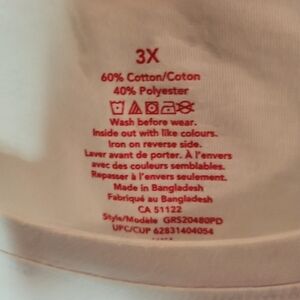 3X
60% Cotton/Coton
40% Polyester
Wash before wear.
Inside out with like colours.
Iron on reverse side.
Laver avant de porter. À l'envers
avec des couleurs semblables.
Repasser à l'envers seulement.
Made in Bangladesh
Fabriqué au Bangladesh
CA 51122
Style/Modèle GRS20480PD
UPC/CUP 62831404054